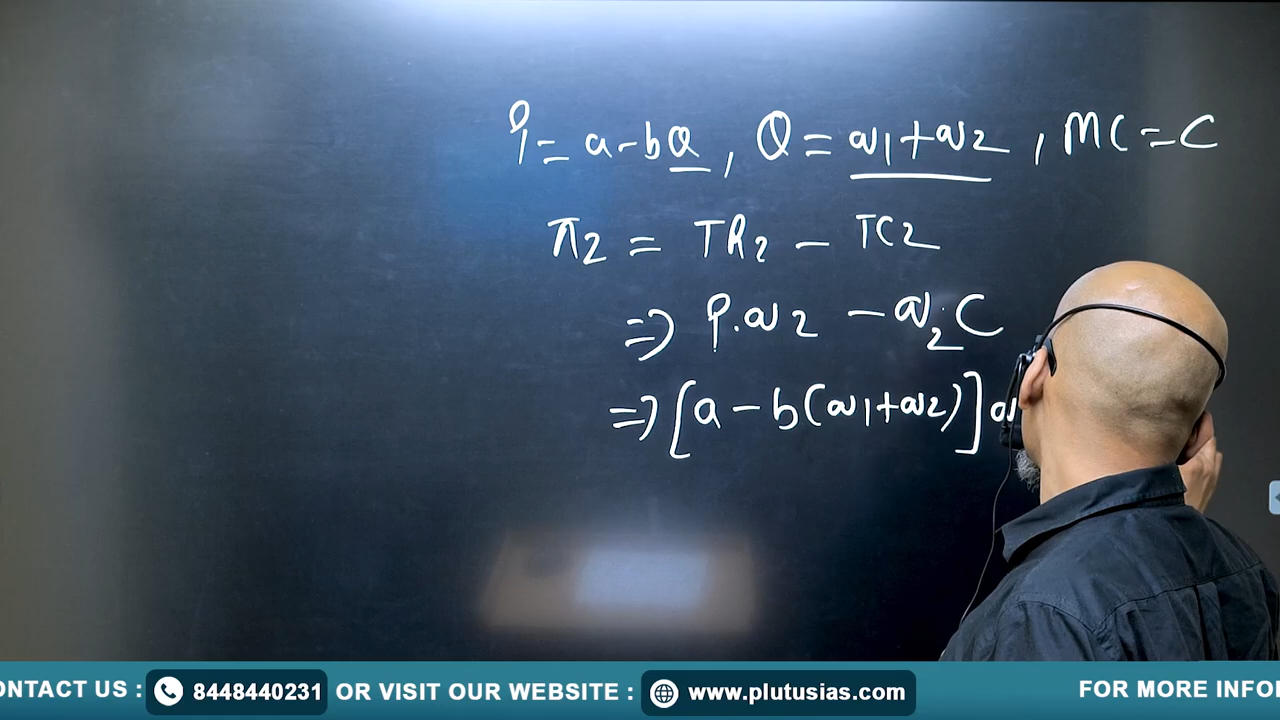 P = a-bQ, Q = q1+q2, MC = C
π2 = TR2 - TC2
=> P.q2 - q2C
=> [a - b(q1+q2)]q
ONTACT US : 8448440231 OR VISIT OUR WEBSITE : www.plutusias.com FOR MORE INFO